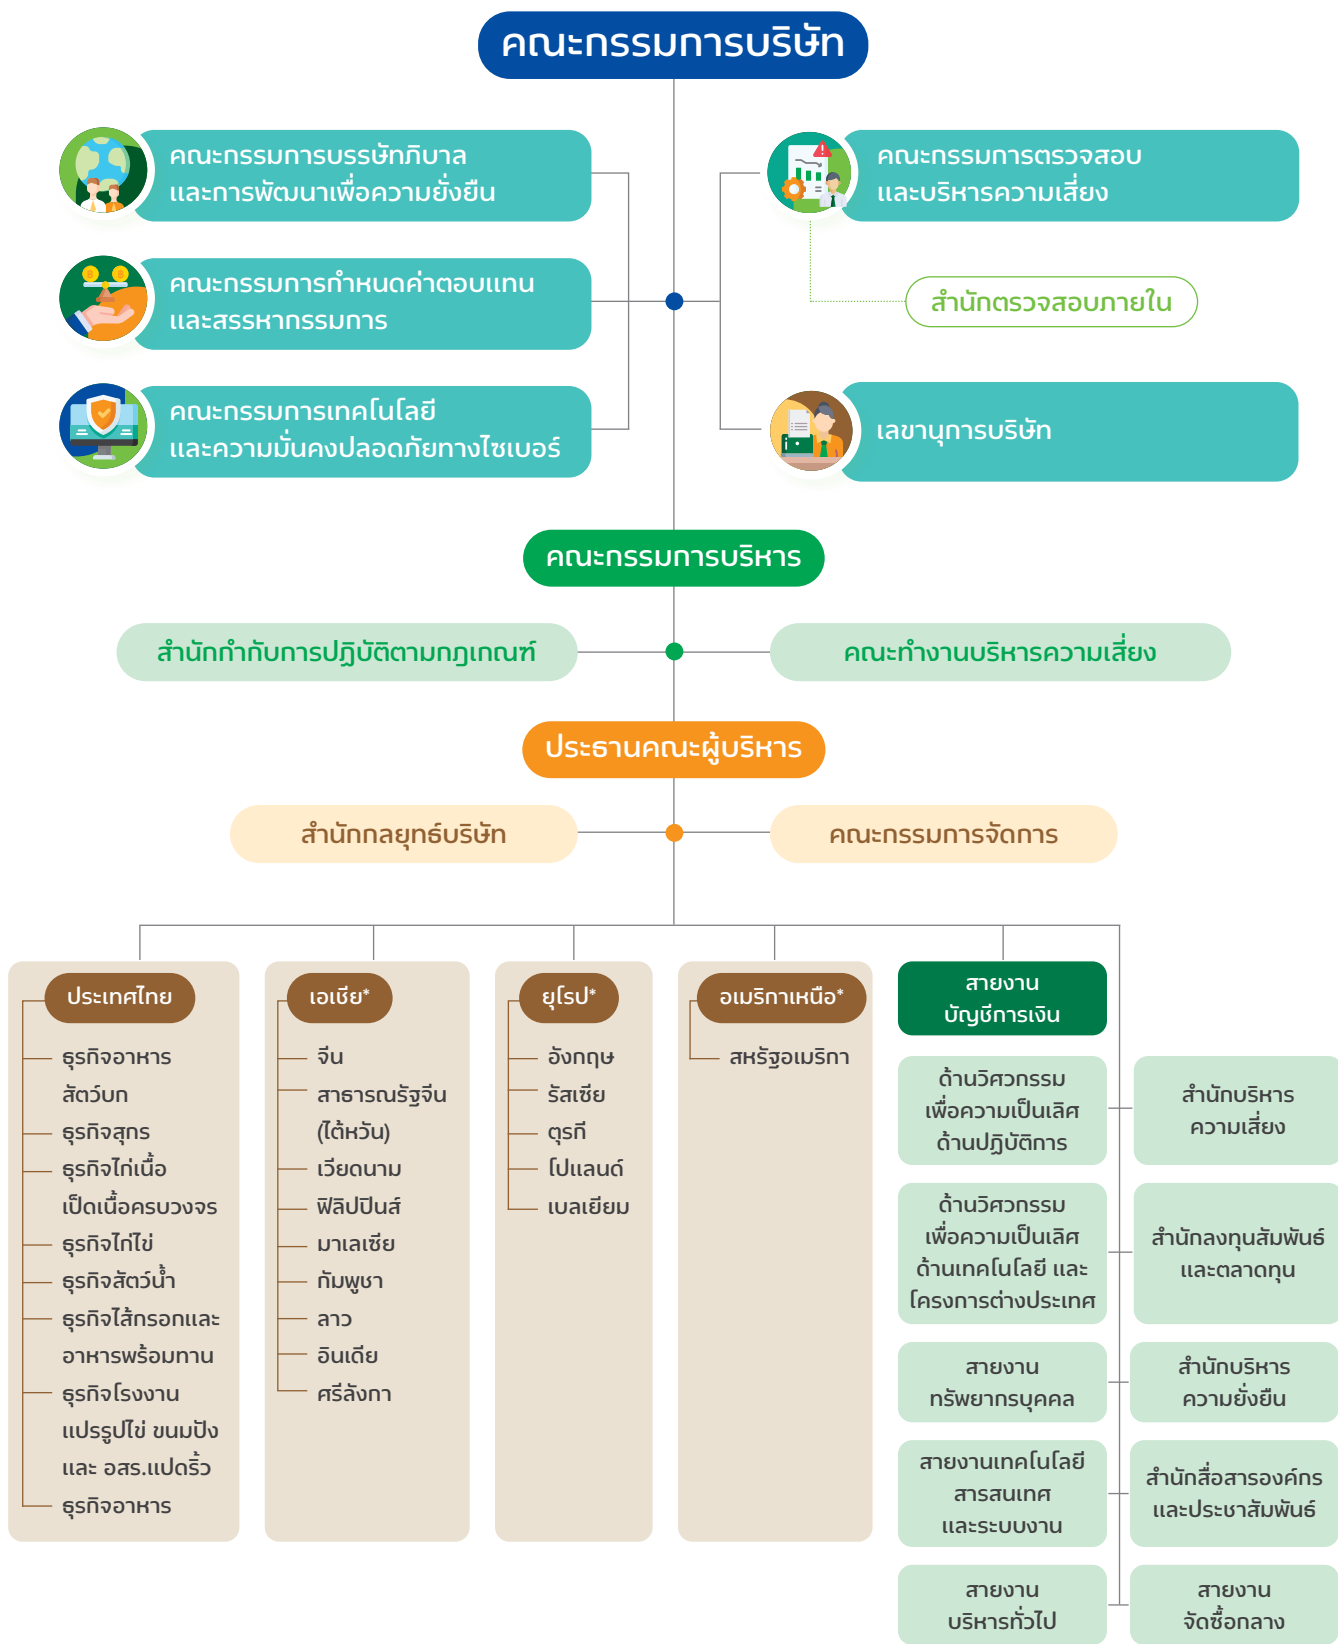 คณะกรรมการบริษัท
คณะกรรมการบรรษัทภิบาล
และการพัฒนาเพื่อความยั่งยืน
คณะกรรมการตรวจสอบ
และบริหารความเสี่ยง
คณะกรรมการกำหนดค่าตอบแทน
และสรรหากรรมการ
สำนักตรวจสอบภายใน
คณะกรรมการเทคโนโลยี
และความมั่นคงปลอดภัยทางไซเบอร์
เลขานุการบริษัท
คณะกรรมการบริหาร
สำนักกำกับการปฏิบัติตามกฎเกณฑ์
คณะทำงานบริหารความเสี่ยง
ประธานคณะผู้บริหาร
สำนักกลยุทธ์บริษัท
คณะกรรมการจัดการ
ประเทศไทย
ธุรกิจอาหาร
สัตว์บก
ธุรกิจสุกร
ธุรกิจไก่เนื้อ
เป็ดเนื้อครบวงจร
ธุรกิจไก่ไข่
ธุรกิจสัตว์น้ำ
ธุรกิจไส้กรอกและ
อาหารพร้อมทาน
ธุรกิจโรงงาน
แปรรูปไข่ ขนมปัง
และ อสร.แปดริ้ว
ธุรกิจอาหาร
เอเชีย*
จีน
สาธารณรัฐจีน
(ไต้หวัน)
เวียดนาม
ฟิลิปปินส์
มาเลเซีย
กัมพูชา
ลาว
อินเดีย
ศรีลังกา
ยุโรป*
อังกฤษ
รัสเซีย
ตุรกี
โปแลนด์
เบลเยียม
อเมริกาเหนือ*
สหรัฐอเมริกา
สายงาน
บัญชีการเงิน
ด้านวิศวกรรม
เพื่อความเป็นเลิศ
ด้านปฏิบัติการ
สำนักบริหาร
ความเสี่ยง
ด้านวิศวกรรม
เพื่อความเป็นเลิศ
ด้านเทคโนโลยี และ
โครงการต่างประเทศ
สำนักลงทุนสัมพันธ์
และตลาดทุน
สายงาน
ทรัพยากรบุคคล
สำนักบริหาร
ความยั่งยืน
สายงานเทคโนโลยี
สารสนเทศ
และระบบงาน
สำนักสื่อสารองค์กร
และประชาสัมพันธ์
สายงาน
บริหารทั่วไป
สายงาน
จัดซื้อกลาง